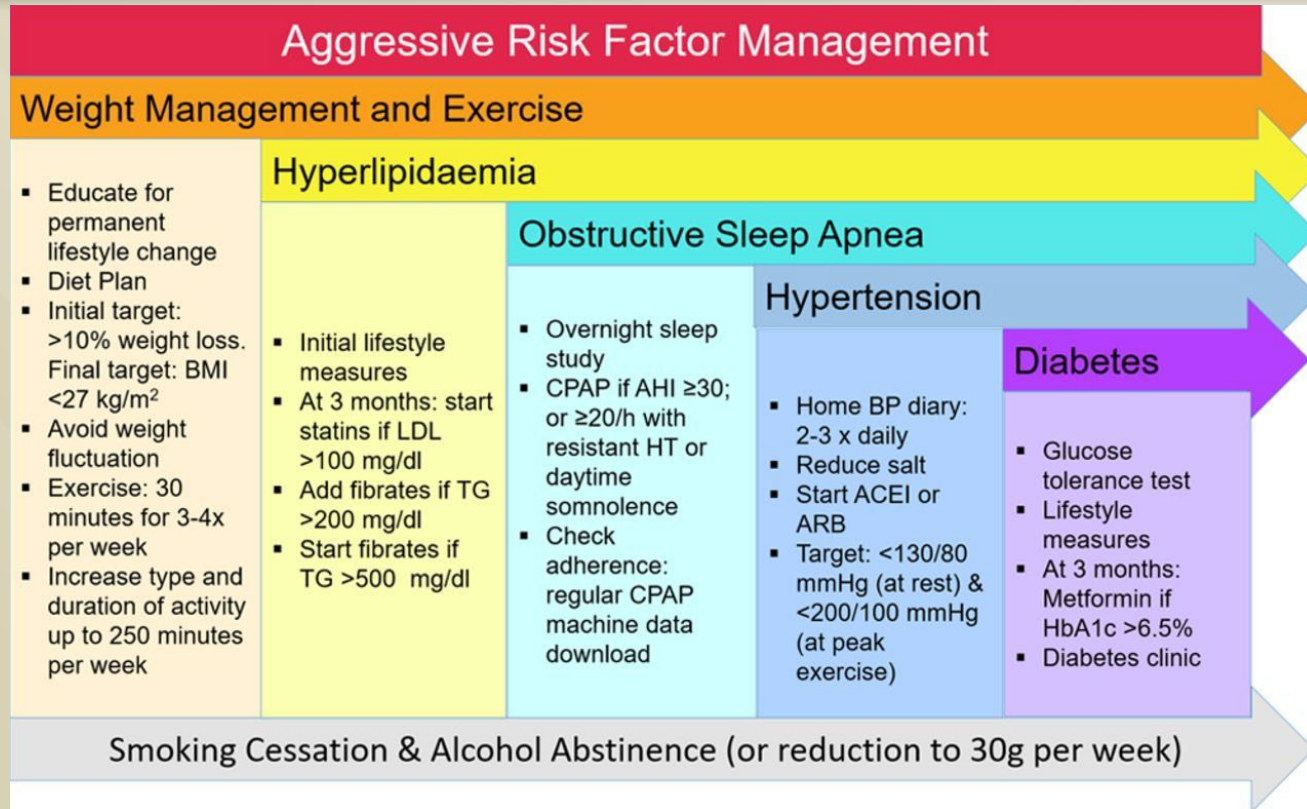 Aggressive Risk Factor Management
Weight Management and Exercise
▪ Educate for
permanent
lifestyle change
▪ Diet Plan
▪ Initial target:
>10% weight loss.
Final target: BMI
<27 kg/m²
▪ Avoid weight
fluctuation
▪ Exercise: 30
minutes for 3-4x
per week
▪ Increase type and
duration of activity
up to 250 minutes
per week
Hyperlipidaemia
▪ Initial lifestyle
measures
▪ At 3 months: start
statins if LDL
>100 mg/dl
▪ Add fibrates if TG
>200 mg/dl
▪ Start fibrates if
TG >500 mg/dl
Obstructive Sleep Apnea
▪ Overnight sleep
study
▪ CPAP if AHI ≥30;
or ≥20/h with
resistant HT or
daytime
somnolence
▪ Check
adherence:
regular CPAP
machine data
download
Hypertension
▪ Home BP diary:
2-3 x daily
▪ Reduce salt
▪ Start ACEI or
ARB
▪ Target: <130/80
mmHg (at rest) &
<200/100 mmHg
(at peak
exercise)
Diabetes
▪ Glucose
tolerance test
▪ Lifestyle
measures
▪ At 3 months:
Metformin if
HbA1c >6.5%
▪ Diabetes clinic
Smoking Cessation & Alcohol Abstinence (or reduction to 30g per week)